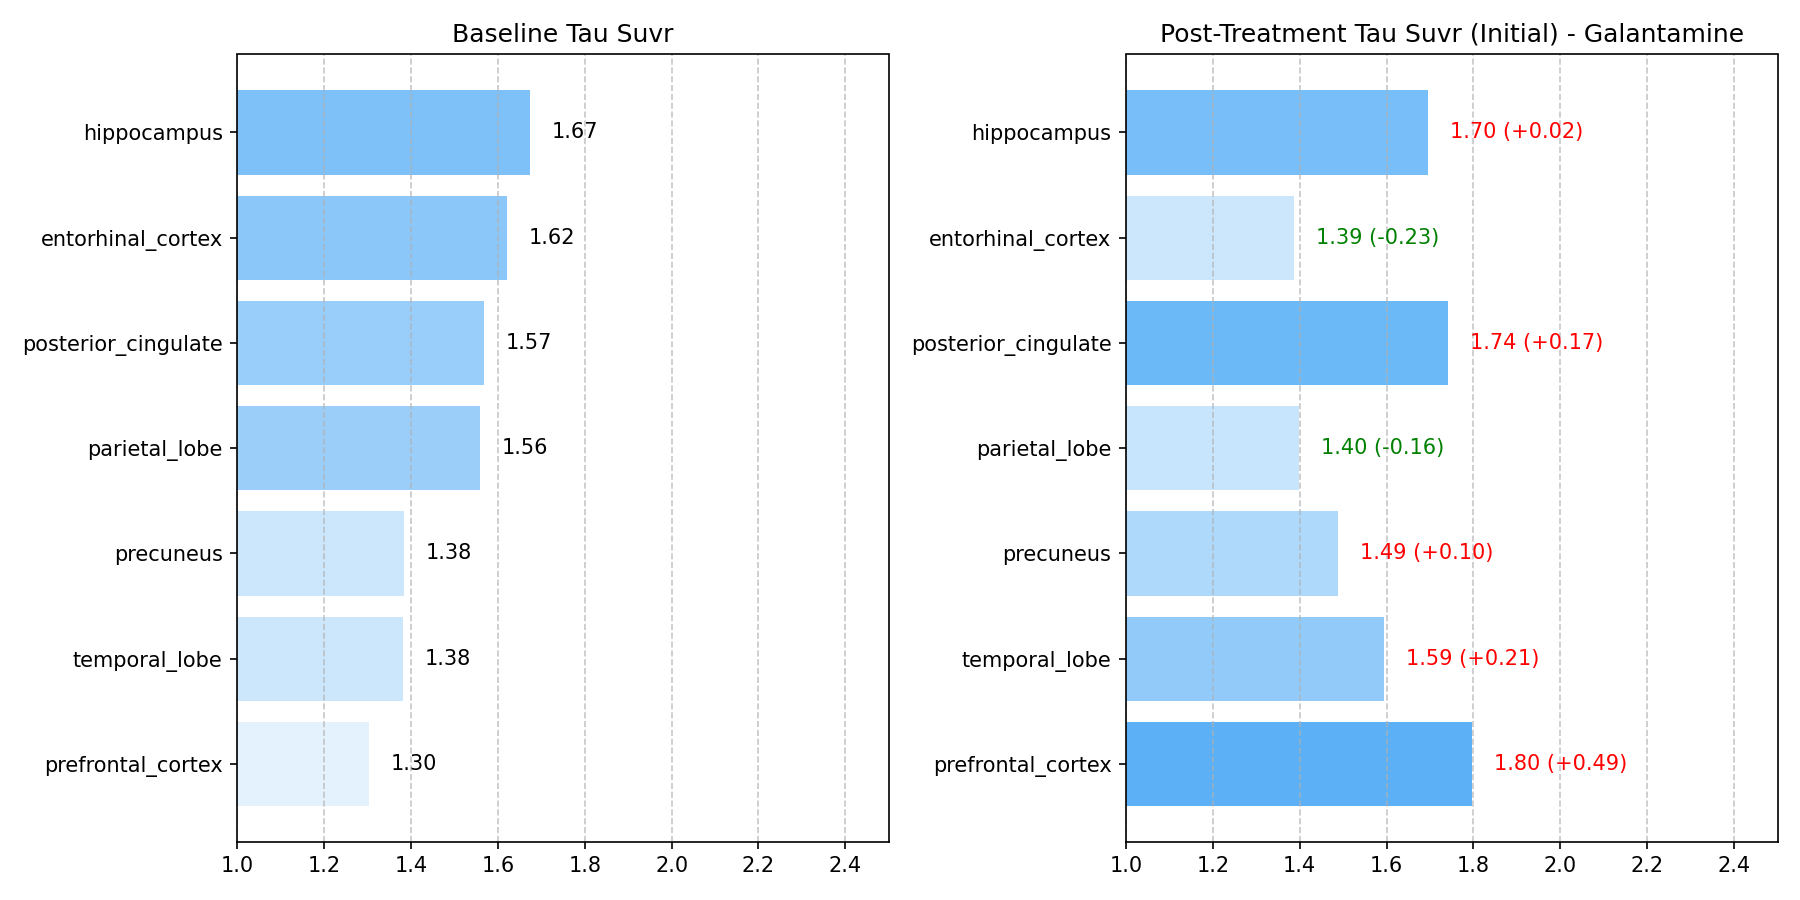 Baseline Tau Suvr
hippocampus
1.67
entorhinal_cortex
1.62
posterior_cingulate
1.57
parietal_lobe
1.56
precuneus
1.38
temporal_lobe
1.38
prefrontal_cortex
1.30
1.0 1.2 1.4 1.6 1.8 2.0 2.2 2.4
Post-Treatment Tau Suvr (Initial) - Galantamine
hippocampus
1.70 (+0.02)
entorhinal_cortex
1.39 (-0.23)
posterior_cingulate
1.74 (+0.17)
parietal_lobe
1.40 (-0.16)
precuneus
1.49 (+0.10)
temporal_lobe
1.59 (+0.21)
prefrontal_cortex
1.80 (+0.49)
1.0 1.2 1.4 1.6 1.8 2.0 2.2 2.4